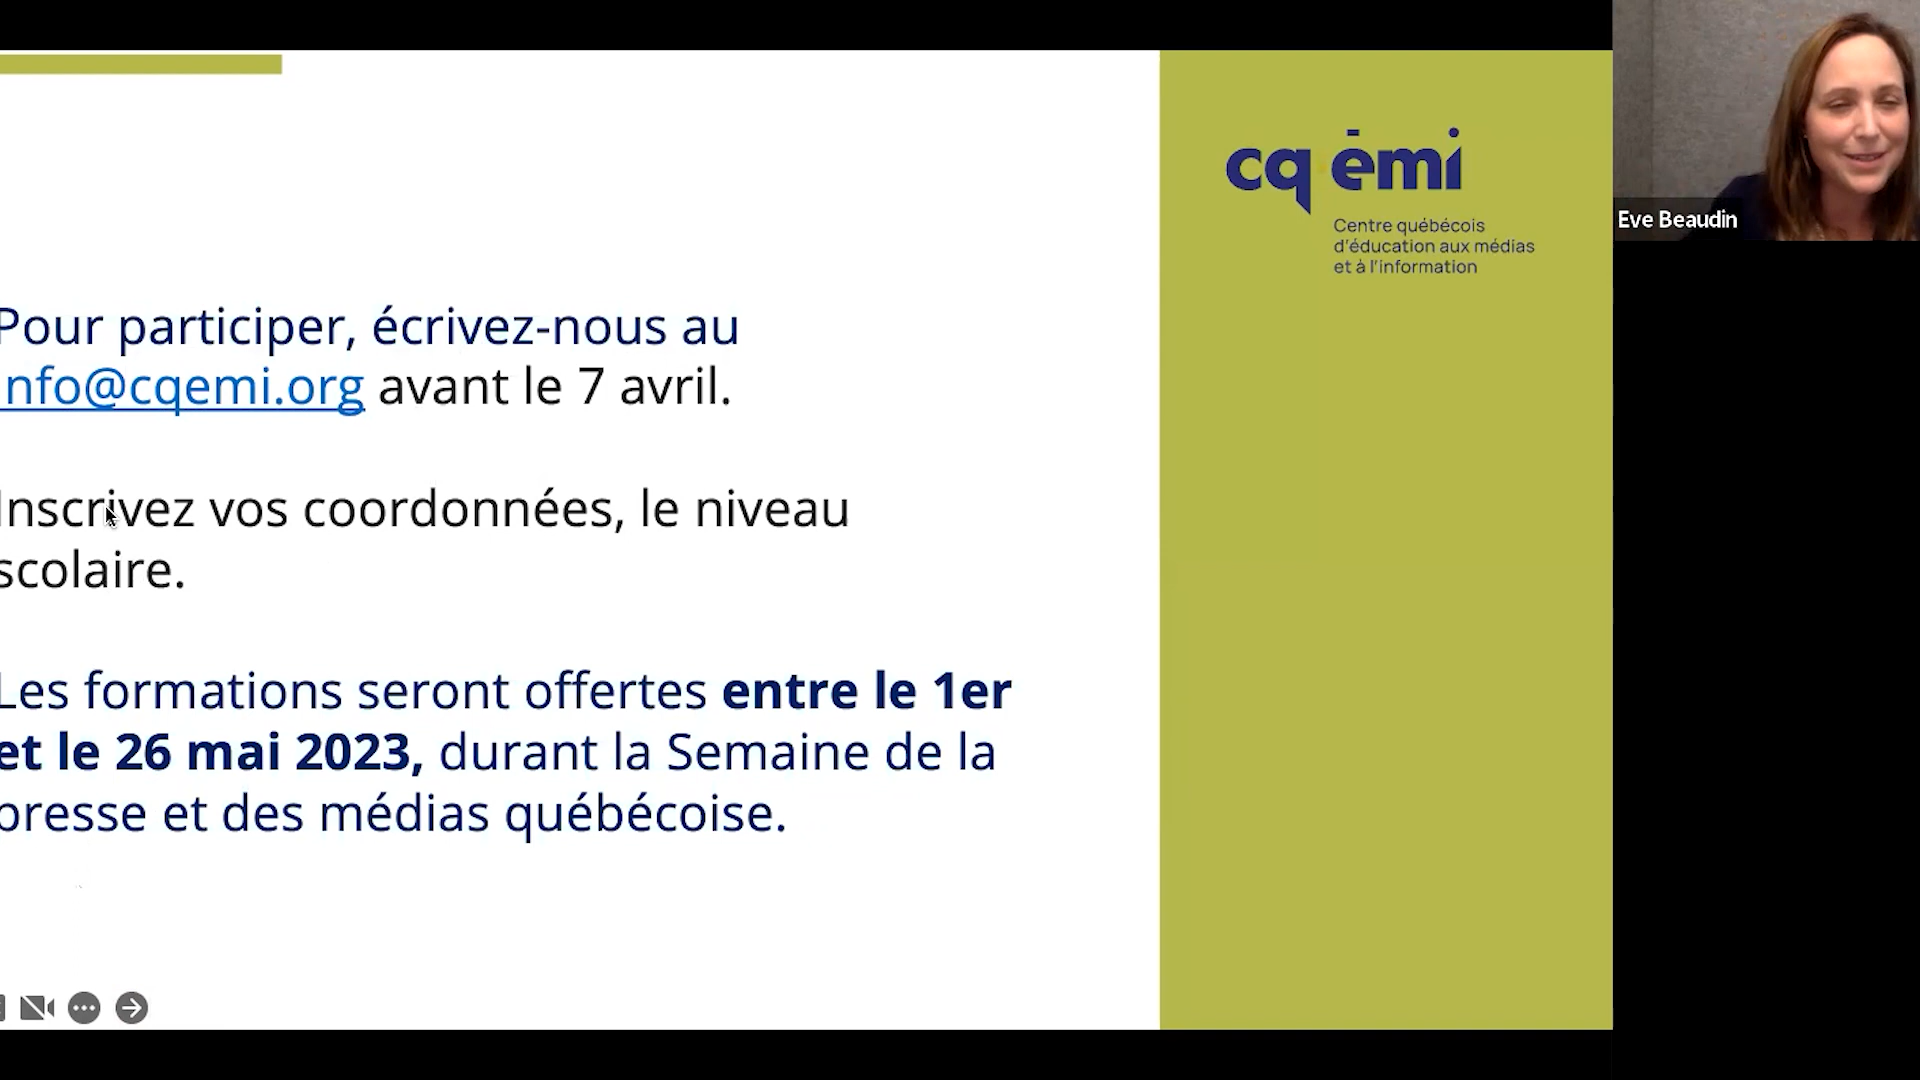 cq émi
Centre québécois
d'éducation aux médias
et à l'information
Eve Beaudin
Pour participer, écrivez-nous au
info@cqemi.org avant le 7 avril.
Inscrivez vos coordonnées, le niveau
scolaire.
Les formations seront offertes entre le 1er
et le 26 mai 2023, durant la Semaine de la
presse et des médias québécoise.